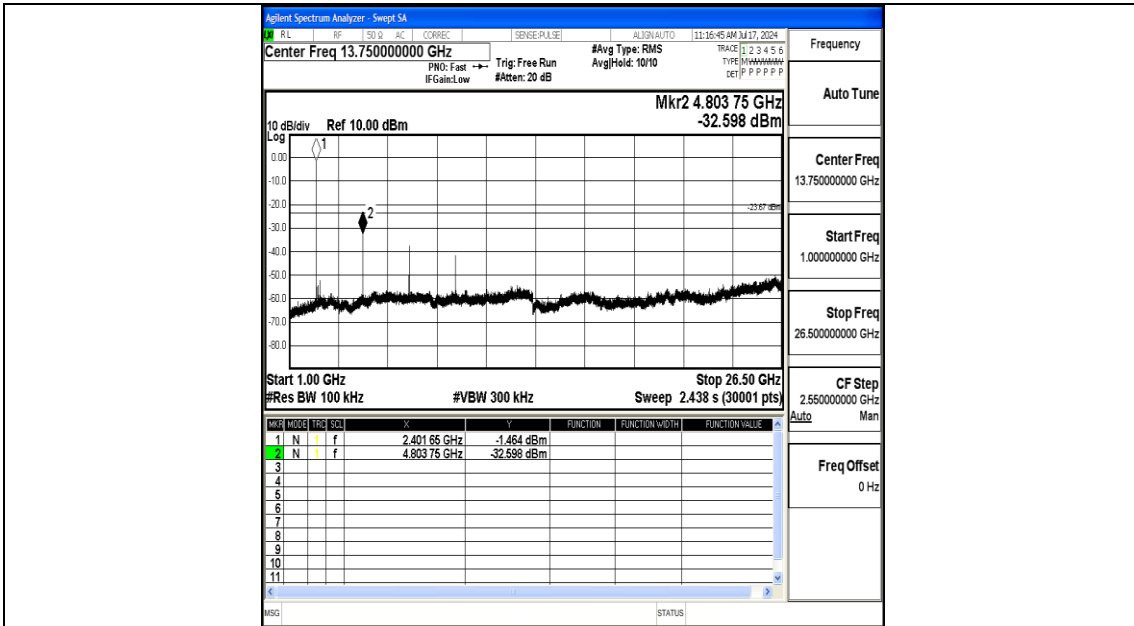 Agilent Spectrum Analyzer - Swept SA
RL RF 50 Ω AC CORREC SENSE:PULSE ALIGN AUTO 11:16:45 AM Jul 17, 2024
Center Freq 13.750000000 GHz
PNO: Fast
IFGain:Low
Trig: Free Run
#Atten: 20 dB
#Avg Type: RMS
Avg|Hold: 10/10
TRACE 1 2 3 4 5 6
TYPE MWWWWW
DET P P P P P P
Mkr2 4.803 75 GHz
-32.598 dBm
10 dB/div Ref 10.00 dBm
Log
0.00
-10.0
-20.0
-30.0
-40.0
-50.0
-60.0
-70.0
-80.0
1
2
-23.67 dBm
Start 1.00 GHz Stop 26.50 GHz
#Res BW 100 kHz #VBW 300 kHz Sweep 2.438 s (30001 pts)
MKR MODE TRC SCL X Y FUNCTION FUNCTION WIDTH FUNCTION VALUE
1 N 1 f 2.401 65 GHz -1.464 dBm
2 N 1 f 4.803 75 GHz -32.598 dBm
3
4
5
6
7
8
9
10
11
MSG STATUS
Frequency
Auto Tune
Center Freq
13.750000000 GHz
Start Freq
1.000000000 GHz
Stop Freq
26.500000000 GHz
CF Step
2.550000000 GHz
Auto Man
Freq Offset
0 Hz